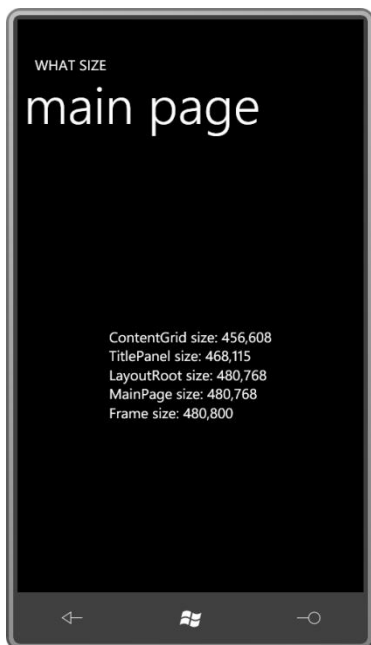 WHAT SIZE
main page
ContentGrid size: 456,608
TitlePanel size: 468,115
LayoutRoot size: 480,768
MainPage size: 480,768
Frame size: 480,800